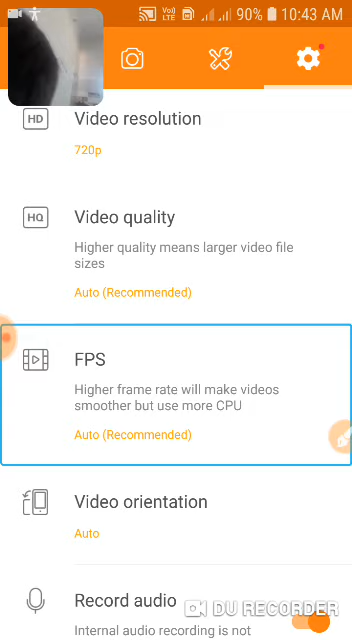 Vo))
LTE
90%
10:43 AM
HD
Video resolution
720p
HQ
Video quality
Higher quality means larger video file
sizes
Auto (Recommended)
FPS
Higher frame rate will make videos
smoother but use more CPU
Auto (Recommended)
Video orientation
Auto
Record audio
DU RECORDER
Internal audio recording is not